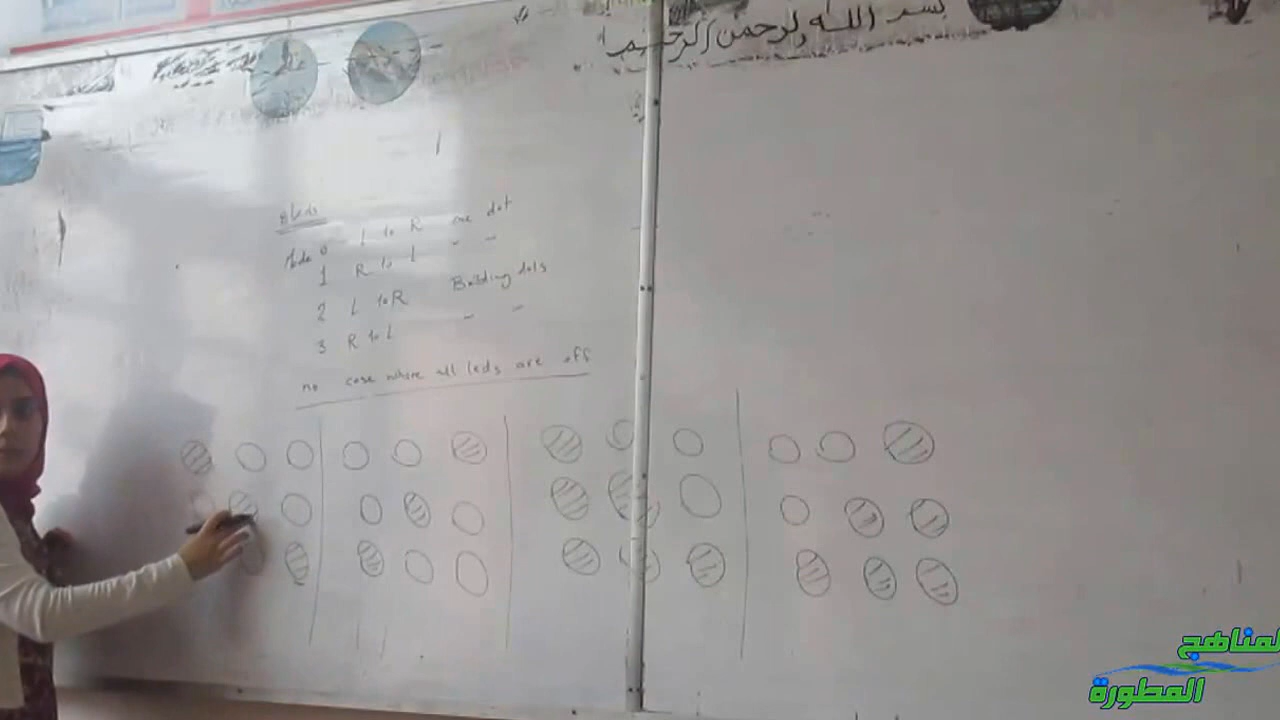 بسم الله الرحمن الرحيم
Leds
Mode 0 L to R one dot
1 R to L " "
2 L to R Building dots
3 R to L " "
no case where all leds are off
المناهج
المطورة